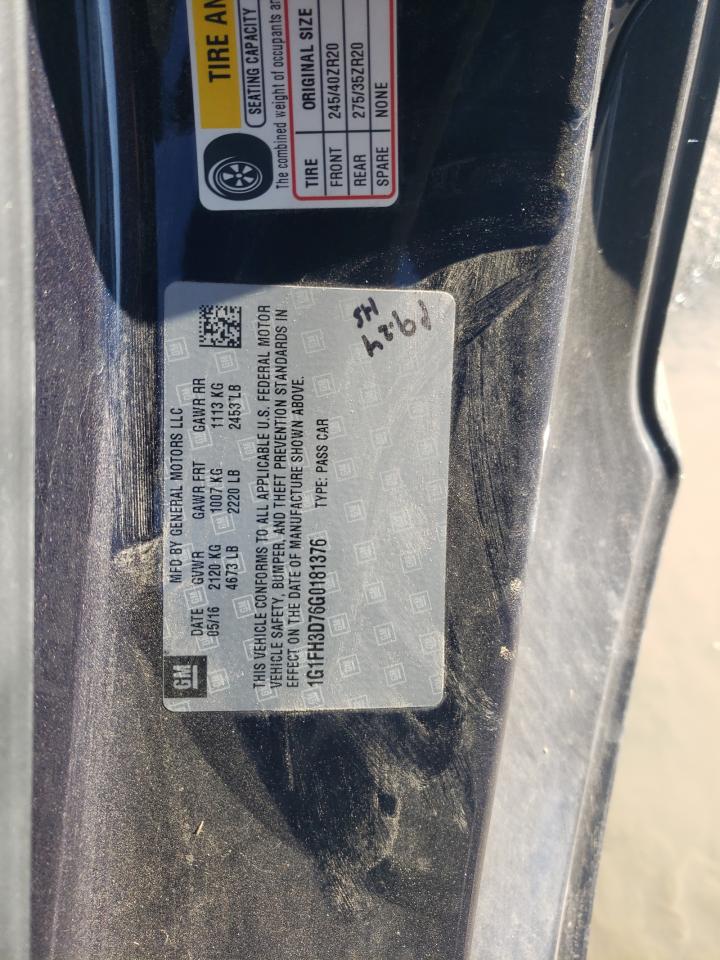 TIRE AN
SEATING CAPACITY
The combined weight of occupants an
TIRE ORIGINAL SIZE
FRONT 245/40ZR20
REAR 275/35ZR20
SPARE NONE
GM
MFD BY GENERAL MOTORS LLC
DATE GVWR GAWR FRT GAWR RR
05/16 2120 KG 1007 KG 1113 KG
4673 LB 2220 LB 2453 LB
THIS VEHICLE CONFORMS TO ALL APPLICABLE U.S. FEDERAL MOTOR
VEHICLE SAFETY, BUMPER, AND THEFT PREVENTION STANDARDS IN
EFFECT ON THE DATE OF MANUFACTURE SHOWN ABOVE.
1G1FH3D76G0181376 TYPE: PASS CAR